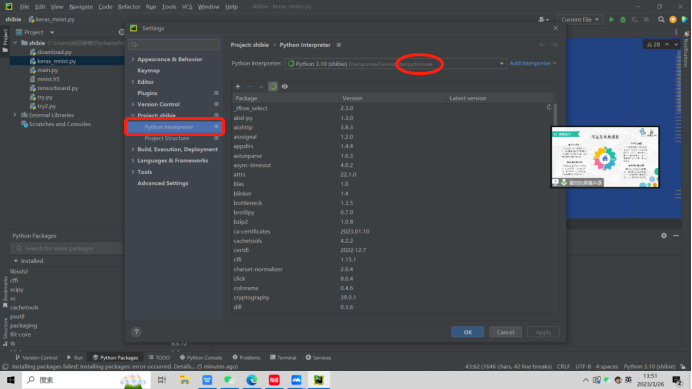 File Edit View Navigate Code Refactor Run Tools VCS Window Help shibie - keras_mnist.py
shibie keras_mnist.py
Current File
Project
shibie
28
download.py
keras_mnist.py
main.py
mnist.h5
tensorboard.py
try.py
try2.py
External Libraries
Scratches and Consoles
Settings
Appearance & Behavior
Keymap
Editor
Plugins
Version Control
Project: shibie
Python Interpreter
Project Structure
Build, Execution, Deployment
Languages & Frameworks
Tools
Advanced Settings
Project shibie › Python Interpreter
Python Interpreter: Python 3.10 (shibie)
Add Interpreter
Package Version Latest version
_tflow_select 2.3.0
absl-py 1.3.0
aiohttp 3.8.3
aiosignal 1.2.0
appdirs 1.4.4
astunparse 1.6.3
async-timeout 4.0.2
attrs 22.1.0
blas 1.0
blinker 1.4
bottleneck 1.3.5
brotlipy 0.7.0
bzip2 1.0.8
ca-certificates 2023.01.10
cachetools 4.2.2
certifi 2022.12.7
cffi 1.15.1
charset-normalizer 2.0.4
click 8.0.4
colorama 0.4.6
cryptography 39.0.1
dill 0.3.6
OK Cancel Apply
Python Packages
Search for more packages
Installed
libssh2
cffi
scipy
vc
cachetools
psutil
packaging
flit-core
tk 8.6.12
Version Control Run Python Packages TODO Python Console Problems Terminal Services
Installing packages failed: Installing packages: error occurred. Details... (5 minutes ago)
43:62 (1646 chars, 42 line breaks) CRLF UTF-8 4 spaces Python 3.10 (shibie)
搜索
英
13:51
2023/3/26